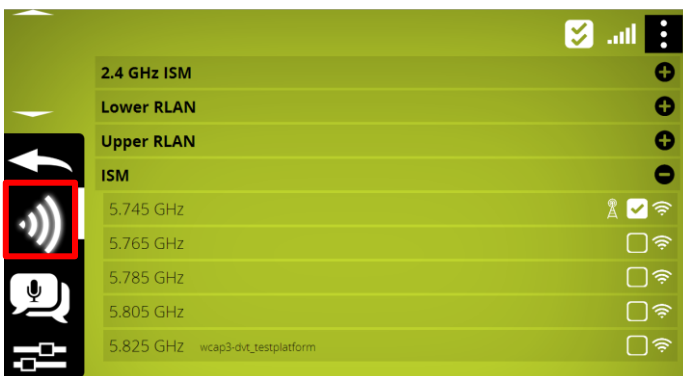 2.4 GHz ISM
Lower RLAN
Upper RLAN
ISM
5.745 GHz
5.765 GHz
5.785 GHz
5.805 GHz
5.825 GHz wcap3-dvt_testplatform